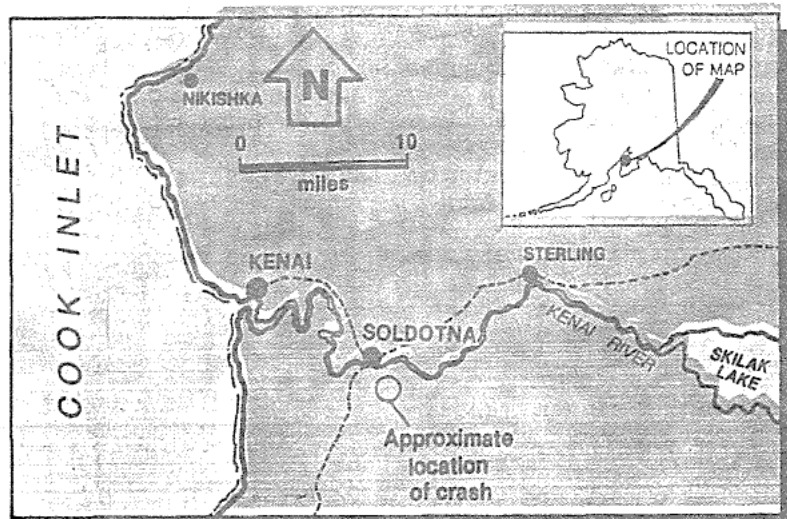 LOCATION
OF MAP
N
NIKISHKA
0 10
miles
COOK INLET
KENAI
STERLING
SOLDOTNA
KENAI RIVER
SKILAK
LAKE
Approximate
location
of crash